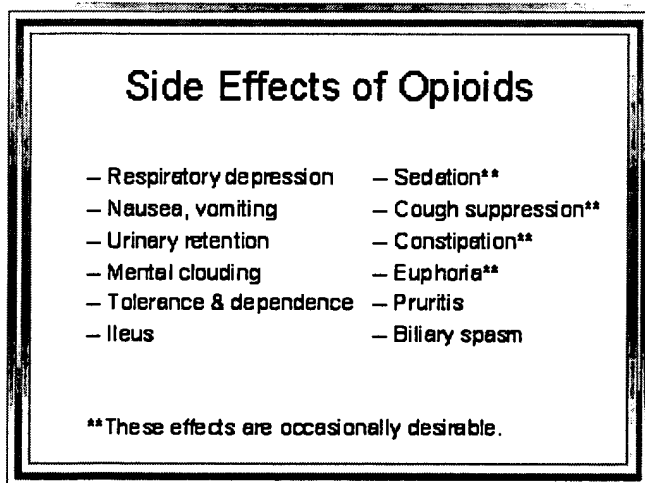 Side Effects of Opioids
– Respiratory depression
– Nausea, vomiting
– Urinary retention
– Mental clouding
– Tolerance & dependence
– Ileus
– Sedation**
– Cough suppression**
– Constipation**
– Euphoria**
– Pruritis
– Biliary spasm
**These effects are occasionally desirable.